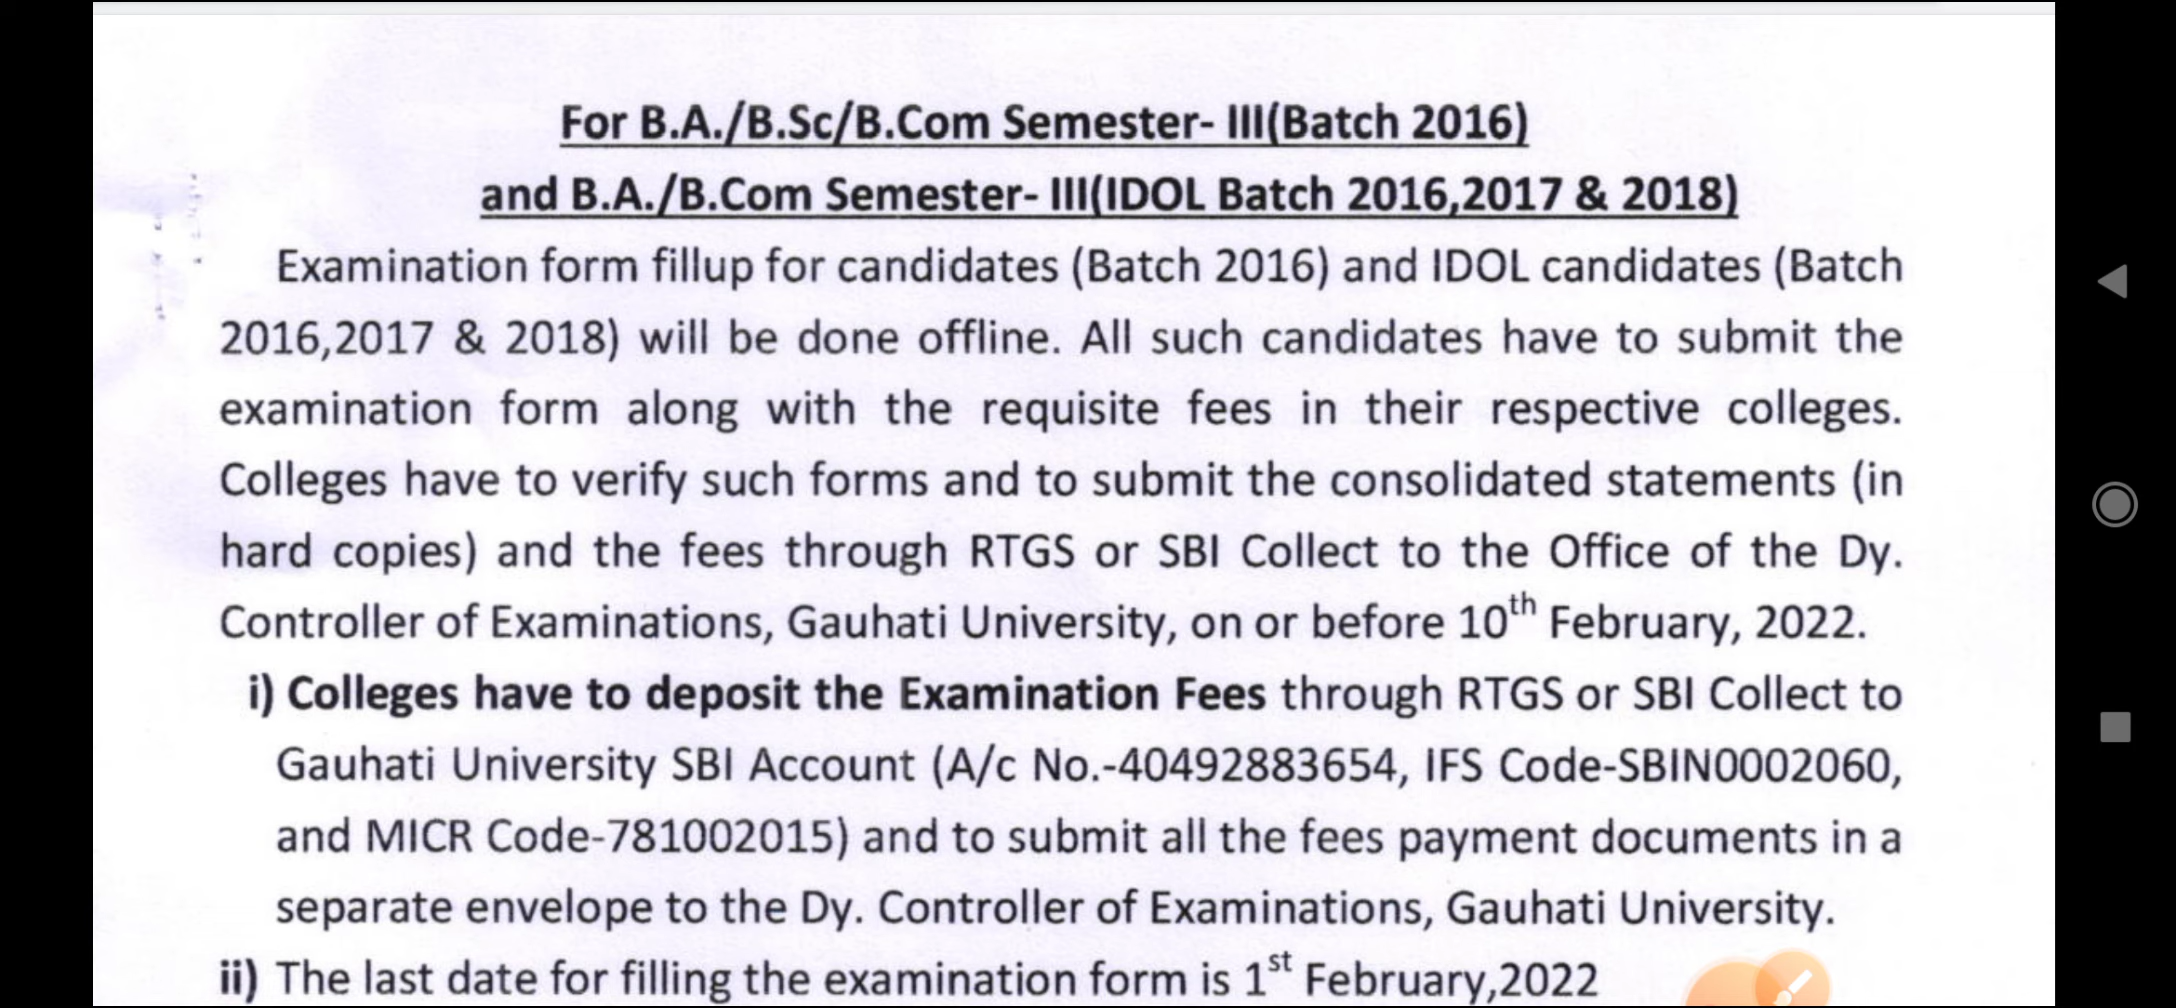 For B.A./B.Sc/B.Com Semester- III(Batch 2016)
and B.A./B.Com Semester- III(IDOL Batch 2016,2017 & 2018)
Examination form fillup for candidates (Batch 2016) and IDOL candidates (Batch
2016,2017 & 2018) will be done offline. All such candidates have to submit the
examination form along with the requisite fees in their respective colleges.
Colleges have to verify such forms and to submit the consolidated statements (in
hard copies) and the fees through RTGS or SBI Collect to the Office of the Dy.
Controller of Examinations, Gauhati University, on or before 10th February, 2022.
i) Colleges have to deposit the Examination Fees through RTGS or SBI Collect to
Gauhati University SBI Account (A/c No.-40492883654, IFS Code-SBIN0002060,
and MICR Code-781002015) and to submit all the fees payment documents in a
separate envelope to the Dy. Controller of Examinations, Gauhati University.
ii) The last date for filling the examination form is 1st February,2022